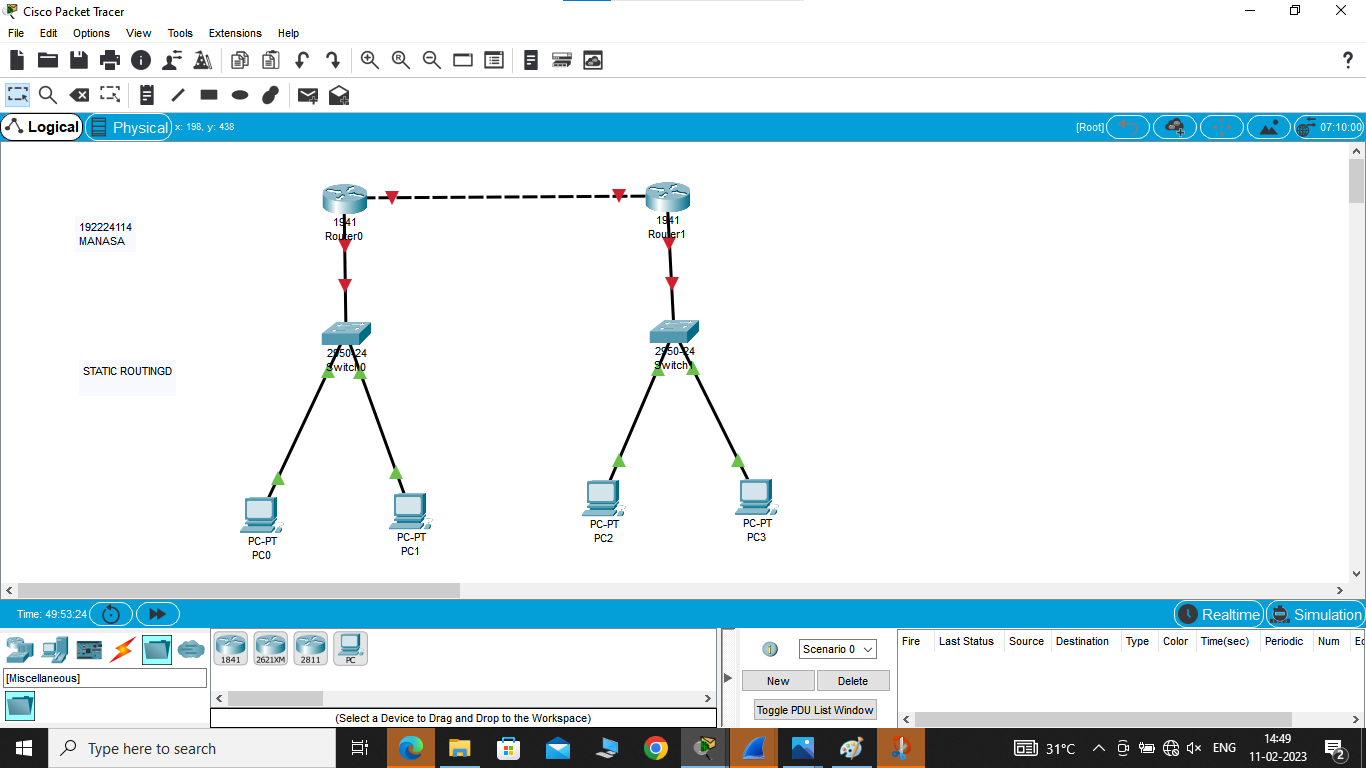 Cisco Packet Tracer
File Edit Options View Tools Extensions Help
Logical
Physical
x: 198, y: 438
[Root]
07:10:00
192224114
MANASA
STATIC ROUTINGD
1941
Router0
1941
Router1
2950-24
Switch0
2950-24
Switch1
PC-PT
PC0
PC-PT
PC1
PC-PT
PC2
PC-PT
PC3
Time: 49:53:24
Realtime
Simulation
1841
2621XM
2811
PC
[Miscellaneous]
(Select a Device to Drag and Drop to the Workspace)
Scenario 0
New
Delete
Toggle PDU List Window
Fire Last Status Source Destination Type Color Time(sec) Periodic Num
Type here to search
31°C
ENG
14:49
11-02-2023
2